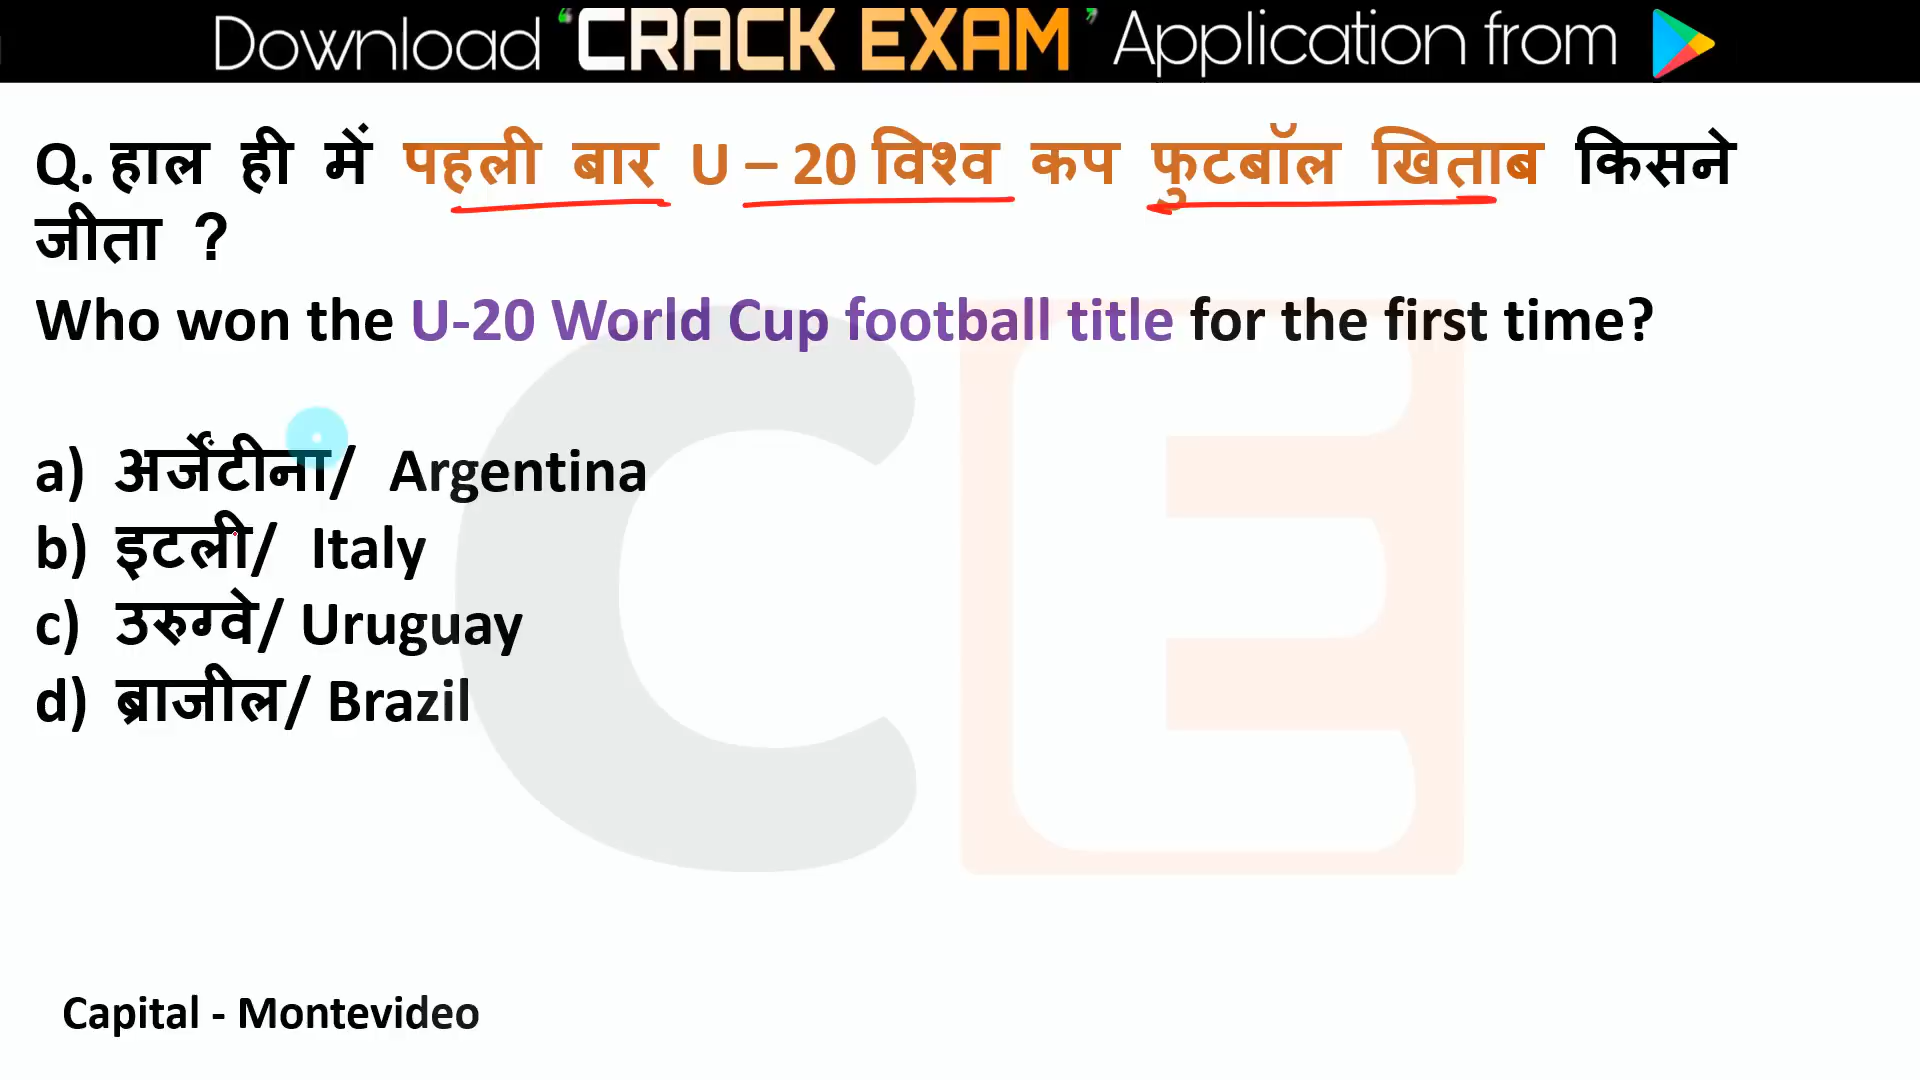 Download ‘CRACK EXAM’ Application from
Q. हाल ही में पहली बार U – 20 विश्व कप फुटबॉल खिताब किसने
जीता ?
Who won the U-20 World Cup football title for the first time?
a) अर्जेंटीना/ Argentina
b) इटली/ Italy
c) उरुग्वे/ Uruguay
d) ब्राजील/ Brazil
CE
Capital - Montevideo